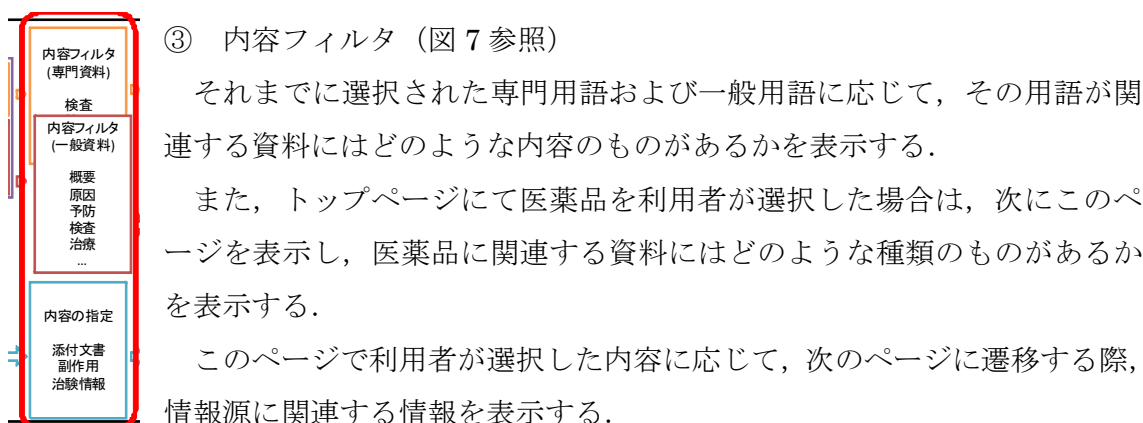 内容フィルタ
(専門資料)
検査
内容フィルタ
(一般資料)
概要
原因
予防
検査
治療
…
内容の指定
添付文書
副作用
治験情報
③ 内容フィルタ（図 7 参照）
それまでに選択された専門用語および一般用語に応じて，その用語が関
連する資料にはどのような内容のものがあるかを表示する．
また，トップページにて医薬品を利用者が選択した場合は，次にこのペ
ージを表示し，医薬品に関連する資料にはどのような種類のものがあるか
を表示する．
このページで利用者が選択した内容に応じて，次のページに遷移する際，
情報源に関連する情報を表示する．